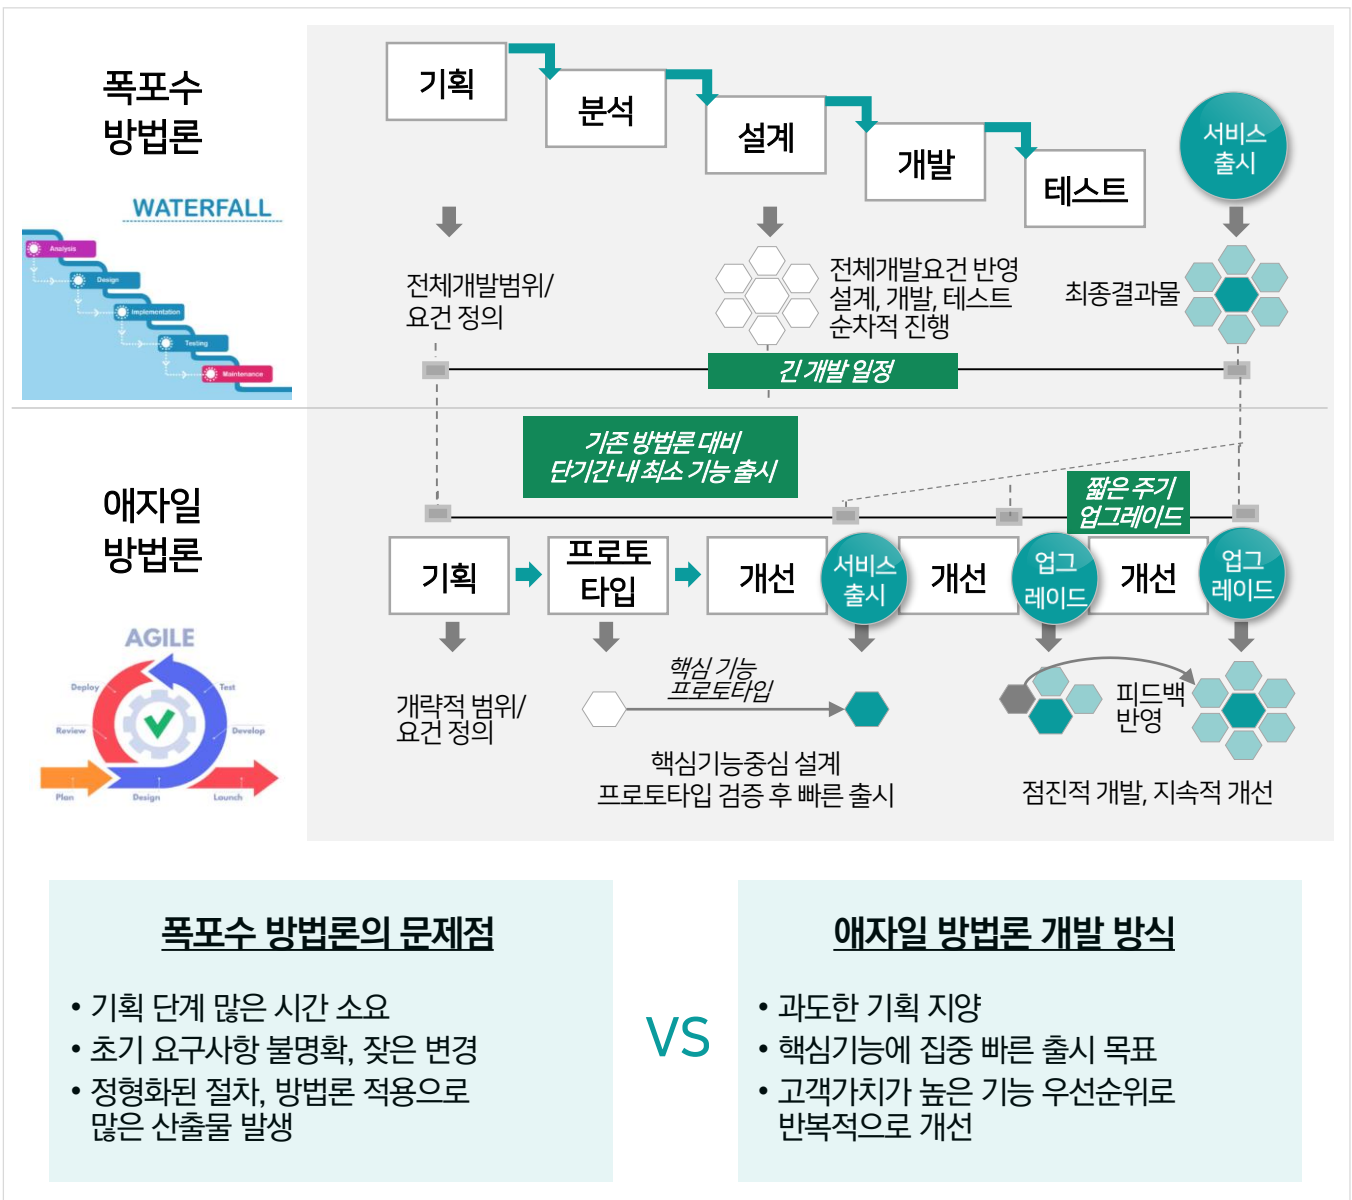 폭포수
방법론
기획
분석
설계
개발
테스트
서비스
출시
WATERFALL
Analysis
Design
Implementation
Testing
Maintenance
전체개발범위/
요건 정의
전체개발요건 반영
설계, 개발, 테스트
순차적 진행
최종결과물
긴 개발 일정
애자일
방법론
기존 방법론 대비
단기간 내 최소 기능 출시
짧은 주기
업그레이드
기획
프로토
타입
개선
서비스
출시
개선
업그
레이드
개선
업그
레이드
AGILE
Deploy
Test
Review
Develop
Plan
Design
Launch
개략적 범위/
요건 정의
핵심 기능
프로토타입
핵심기능중심 설계
프로토타입 검증 후 빠른 출시
피드백
반영
점진적 개발, 지속적 개선
폭포수 방법론의 문제점
• 기획 단계 많은 시간 소요
• 초기 요구사항 불명확, 잦은 변경
• 정형화된 절차, 방법론 적용으로
많은 산출물 발생
VS
애자일 방법론 개발 방식
• 과도한 기획 지양
• 핵심기능에 집중 빠른 출시 목표
• 고객가치가 높은 기능 우선순위로
반복적으로 개선